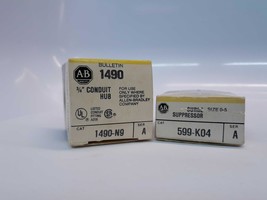 BULLETIN
1490
AB
¾" CONDUIT
HUB
FOR USE
ONLY WHERE
SPECIFIED BY
ALLEN-BRADLEY
COMPANY
CAT
SER
1490-N9
A
SUPPRESSOR
AB
CAT
SER
599-K04
A